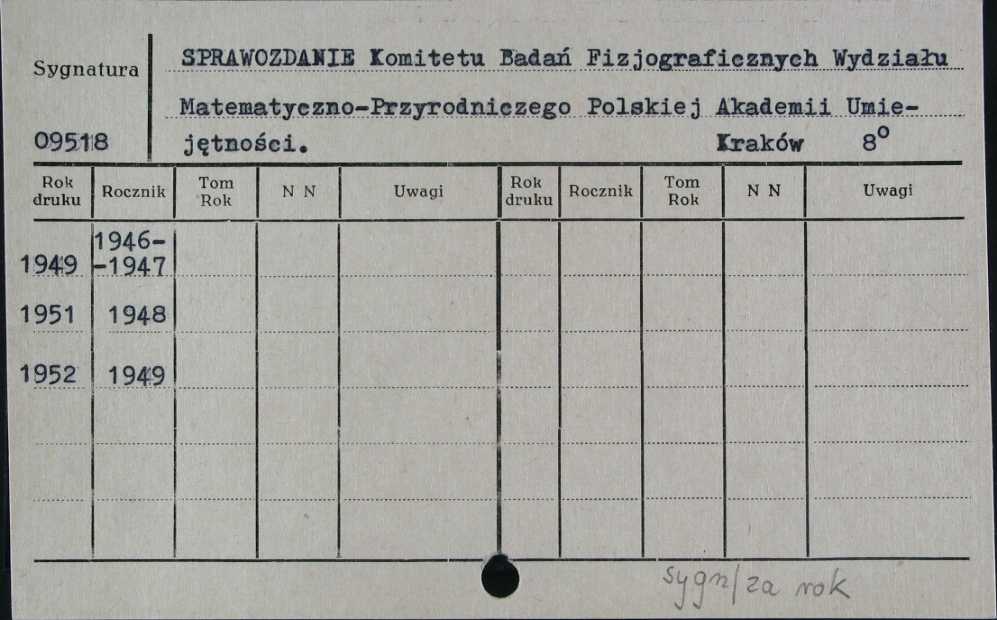 SPRAWOZDANIE Komitetu Badań Fizjograficznych Wydziału
Sygnatura
Matematyczno-Przyrodniczego Polskiej Akademii Umie-
09518 jętności. Kraków 8⁰
Rok druku Rocznik Tom Rok N N Uwagi Rok druku Rocznik Tom Rok N N Uwagi
1946-
1949 -1947
1951 1948
1952 1949
sygn/za rok